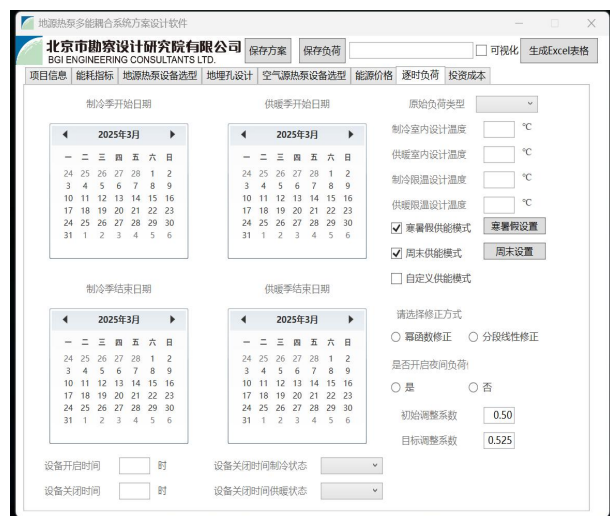 地源热泵多能耦合系统方案设计软件
北京市勘察设计研究院有限公司
BGI ENGINEERING CONSULTANTS LTD.
保存方案 保存负荷 可视化 生成Excel表格
项目信息 能耗指标 地源热泵设备选型 地埋孔设计 空气源热泵设备选型 能源价格 逐时负荷 投资成本
制冷季开始日期
2025年3月
一 二 三 四 五 六 日
24 25 26 27 28 1 2
3 4 5 6 7 8 9
10 11 12 13 14 15 16
17 18 19 20 21 22 23
24 25 26 27 28 29 30
31 1 2 3 4 5 6
供暖季开始日期
2025年3月
一 二 三 四 五 六 日
24 25 26 27 28 1 2
3 4 5 6 7 8 9
10 11 12 13 14 15 16
17 18 19 20 21 22 23
24 25 26 27 28 29 30
31 1 2 3 4 5 6
原始负荷类型
制冷室内设计温度 ℃
供暖室内设计温度 ℃
制冷限温设计温度 ℃
供暖限温设计温度 ℃
寒暑假供能模式 寒暑假设置
周末供能模式 周末设置
自定义供能模式
制冷季结束日期
2025年3月
一 二 三 四 五 六 日
24 25 26 27 28 1 2
3 4 5 6 7 8 9
10 11 12 13 14 15 16
17 18 19 20 21 22 23
24 25 26 27 28 29 30
31 1 2 3 4 5 6
供暖季结束日期
2025年3月
一 二 三 四 五 六 日
24 25 26 27 28 1 2
3 4 5 6 7 8 9
10 11 12 13 14 15 16
17 18 19 20 21 22 23
24 25 26 27 28 29 30
31 1 2 3 4 5 6
请选择修正方式
幂函数修正 分段线性修正
是否开启夜间负荷
是 否
初始调整系数 0.50
目标调整系数 0.525
设备开启时间 时 设备关闭时间制冷状态
设备关闭时间 时 设备关闭时间供暖状态